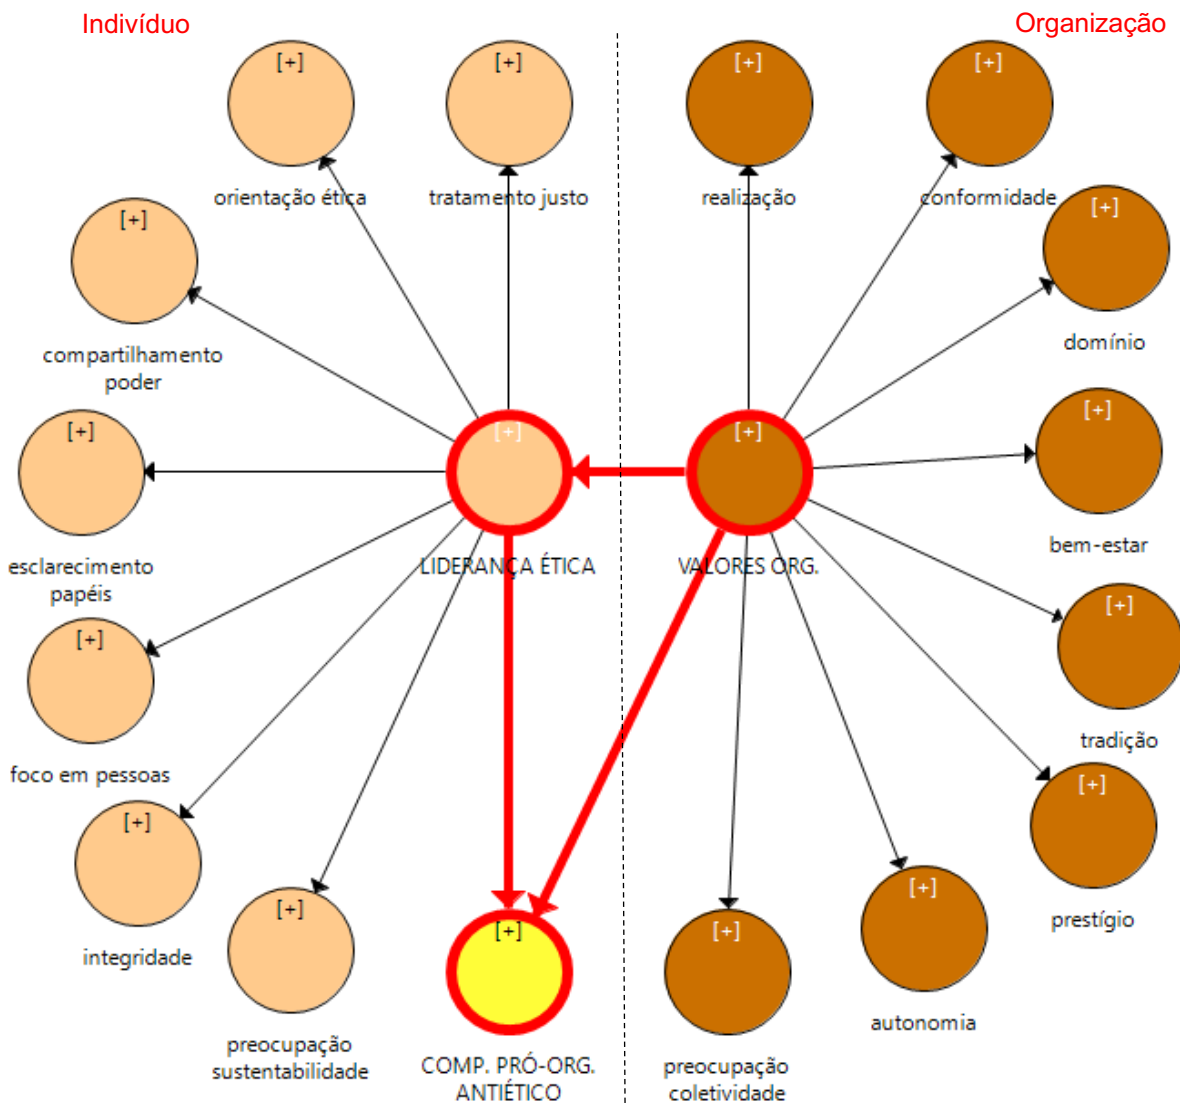 Indivíduo
Organização
[+]
[+]
[+]
[+]
orientação ética
tratamento justo
realização
conformidade
[+]
[+]
compartilhamento
poder
domínio
[+]
[+]
[+]
[+]
esclarecimento
papéis
LIDERANÇA ÉTICA
VALORES ORG.
bem-estar
[+]
[+]
foco em pessoas
tradição
[+]
[+]
integridade
prestígio
[+]
[+]
[+]
[+]
preocupação
sustentabilidade
COMP. PRÓ-ORG.
ANTIÉTICO
preocupação
coletividade
autonomia